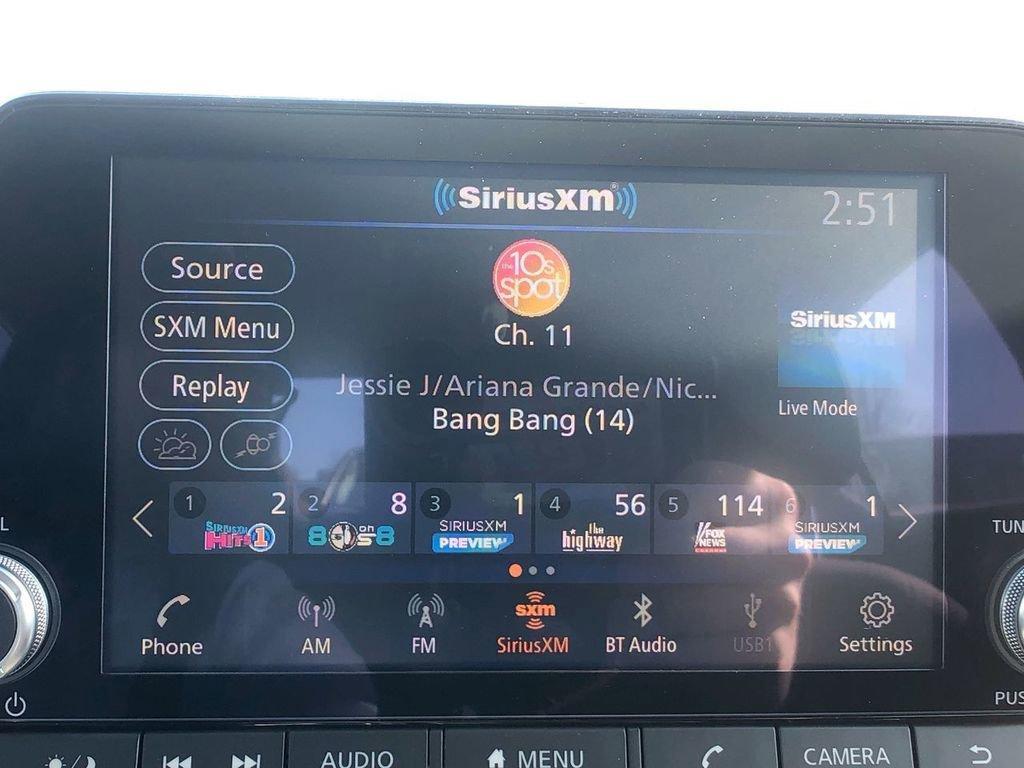 SiriusXM
2:51
Source
the 10s spot
SXM Menu
Ch. 11
SiriusXM
Replay
Jessie J/Ariana Grande/Nic...
Live Mode
Bang Bang (14)
1 2 2 8 3 1 4 56 5 114 6 1
SIRIUSXM HITS 1
80s on 8
SIRIUSXM PREVIEW
the highway
FOX NEWS channel
SIRIUSXM PREVIEW
L
TUN
sxm
Phone AM FM SiriusXM BT Audio USB1 Settings
PUS
AUDIO MENU CAMERA